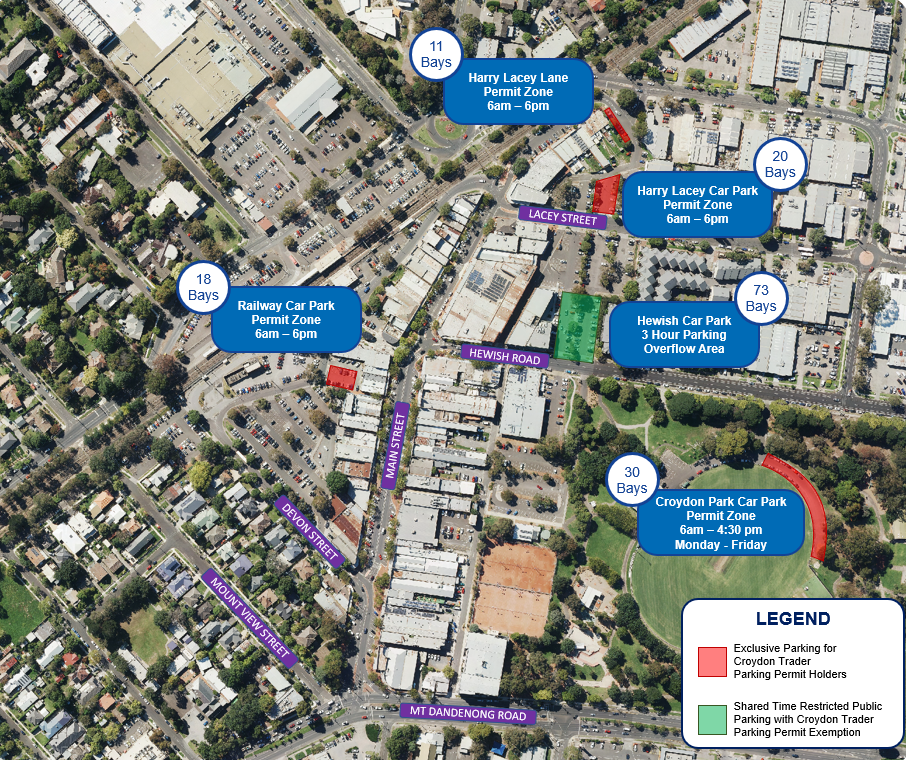 11
Bays
Harry Lacey Lane
Permit Zone
6am – 6pm
20
Bays
Harry Lacey Car Park
Permit Zone
6am – 6pm
LACEY STREET
18
Bays
Railway Car Park
Permit Zone
6am – 6pm
73
Bays
Hewish Car Park
3 Hour Parking
Overflow Area
HEWISH ROAD
MAIN STREET
30
Bays
Croydon Park Car Park
Permit Zone
6am – 4:30 pm
Monday - Friday
DEVON STREET
MOUNT VIEW STREET
MT DANDENONG ROAD
LEGEND
Exclusive Parking for
Croydon Trader
Parking Permit Holders
Shared Time Restricted Public
Parking with Croydon Trader
Parking Permit Exemption